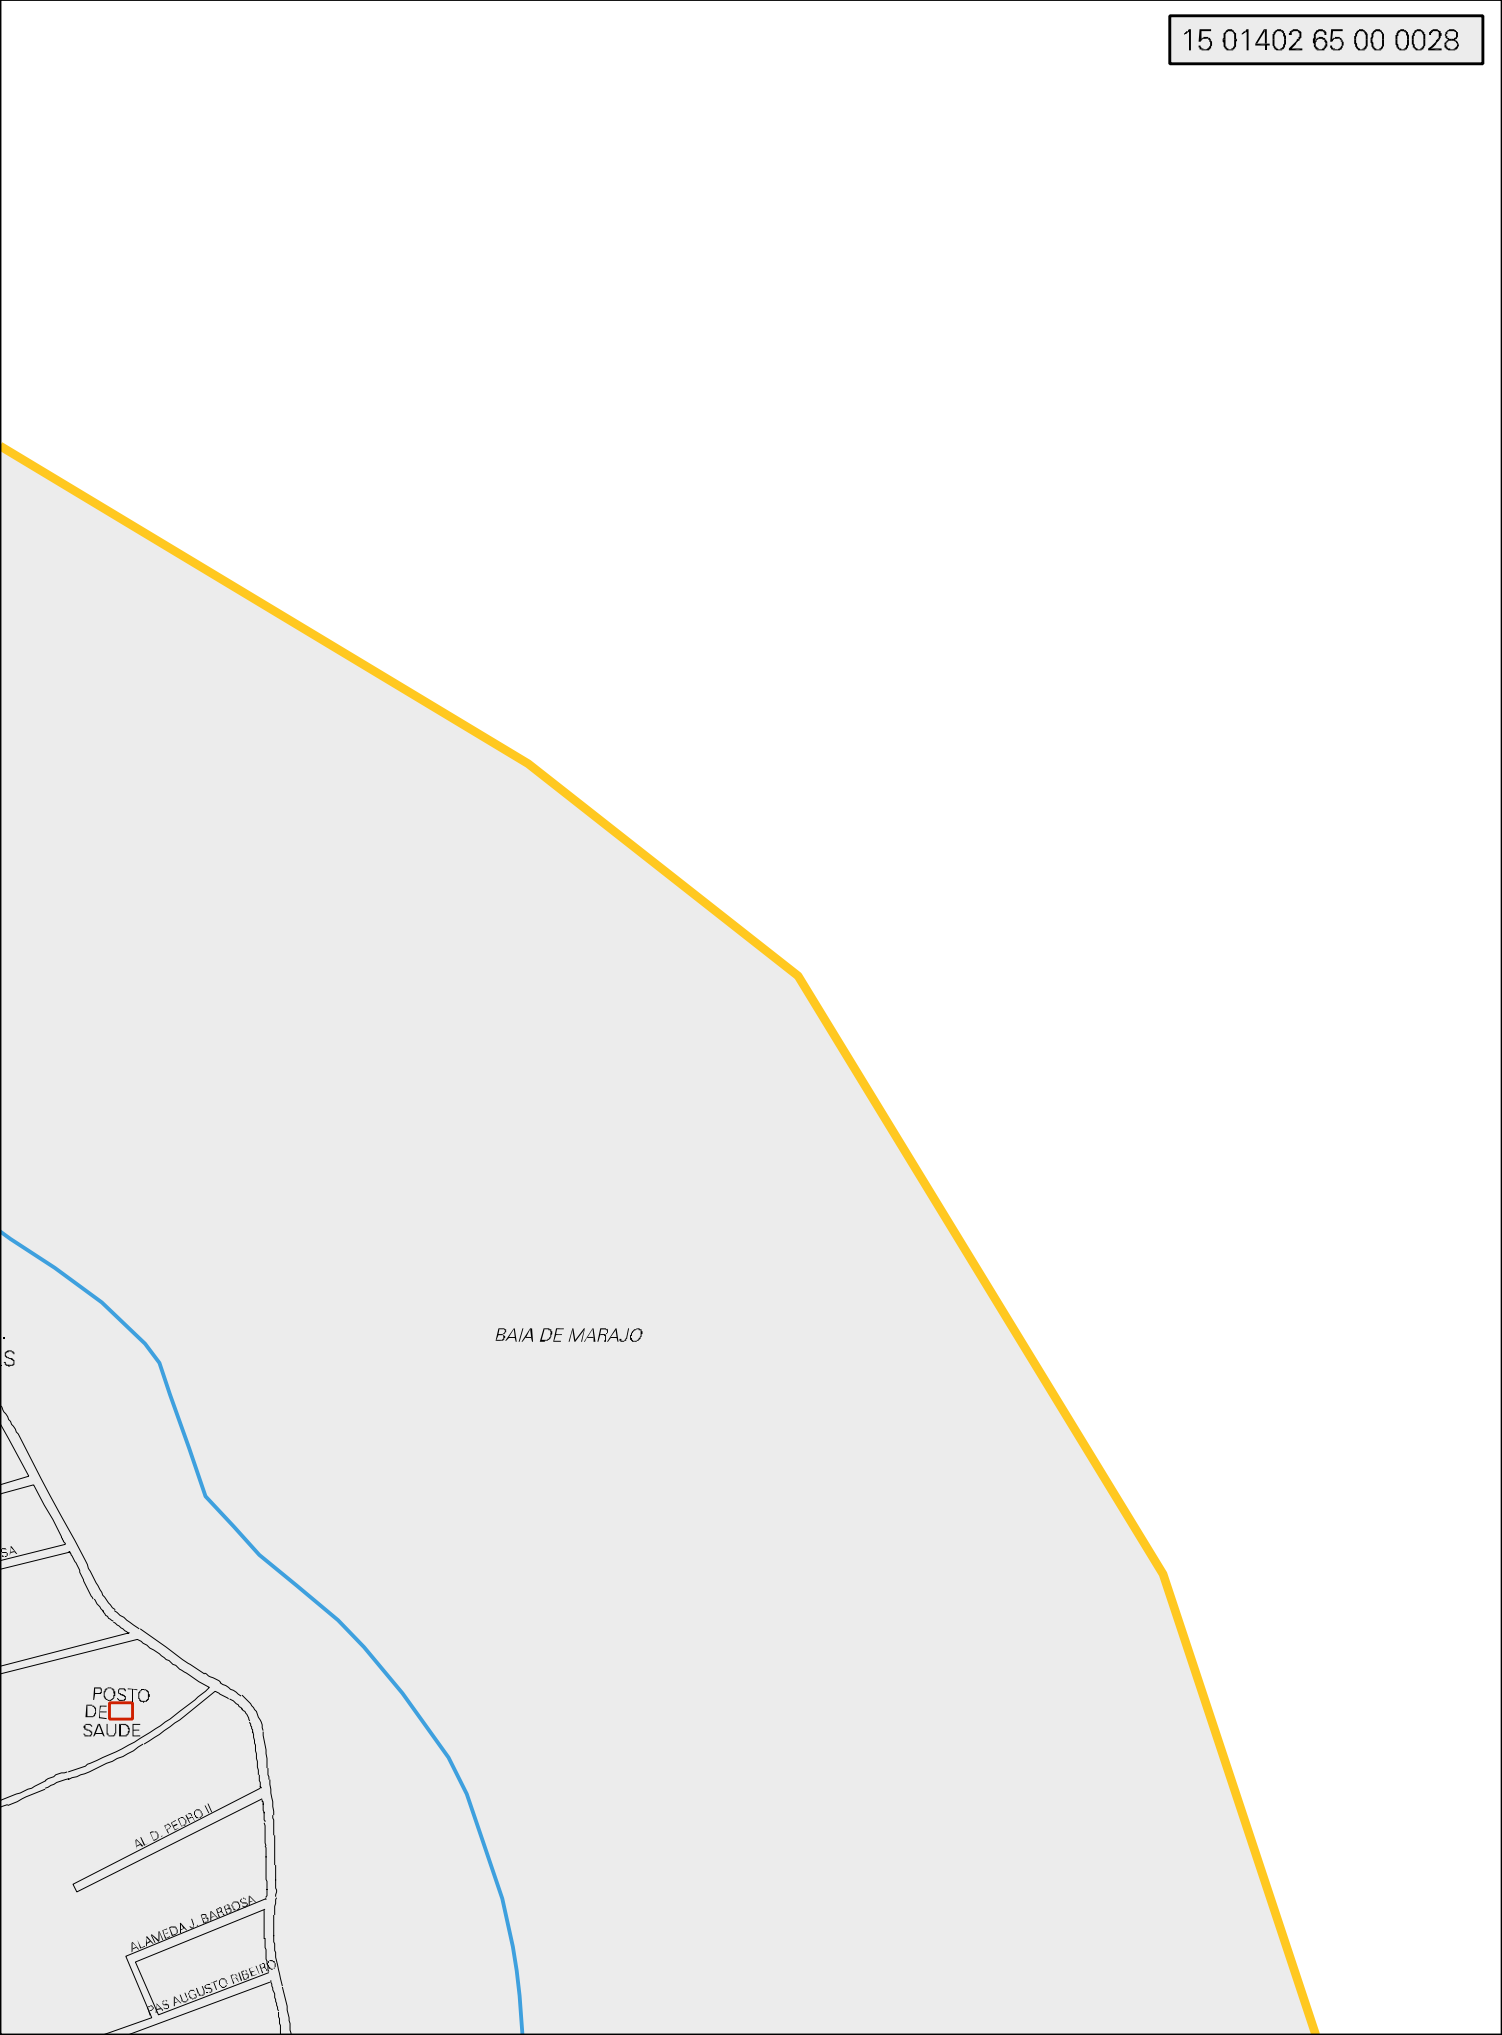 15 01402 65 00 0028
BAIA DE MARAJO
.
S
SA
POSTO
DE
SAUDE
AL D. PEDRO II
ALAMEDA J. BARBOSA
PAS AUGUSTO RIBEIRO